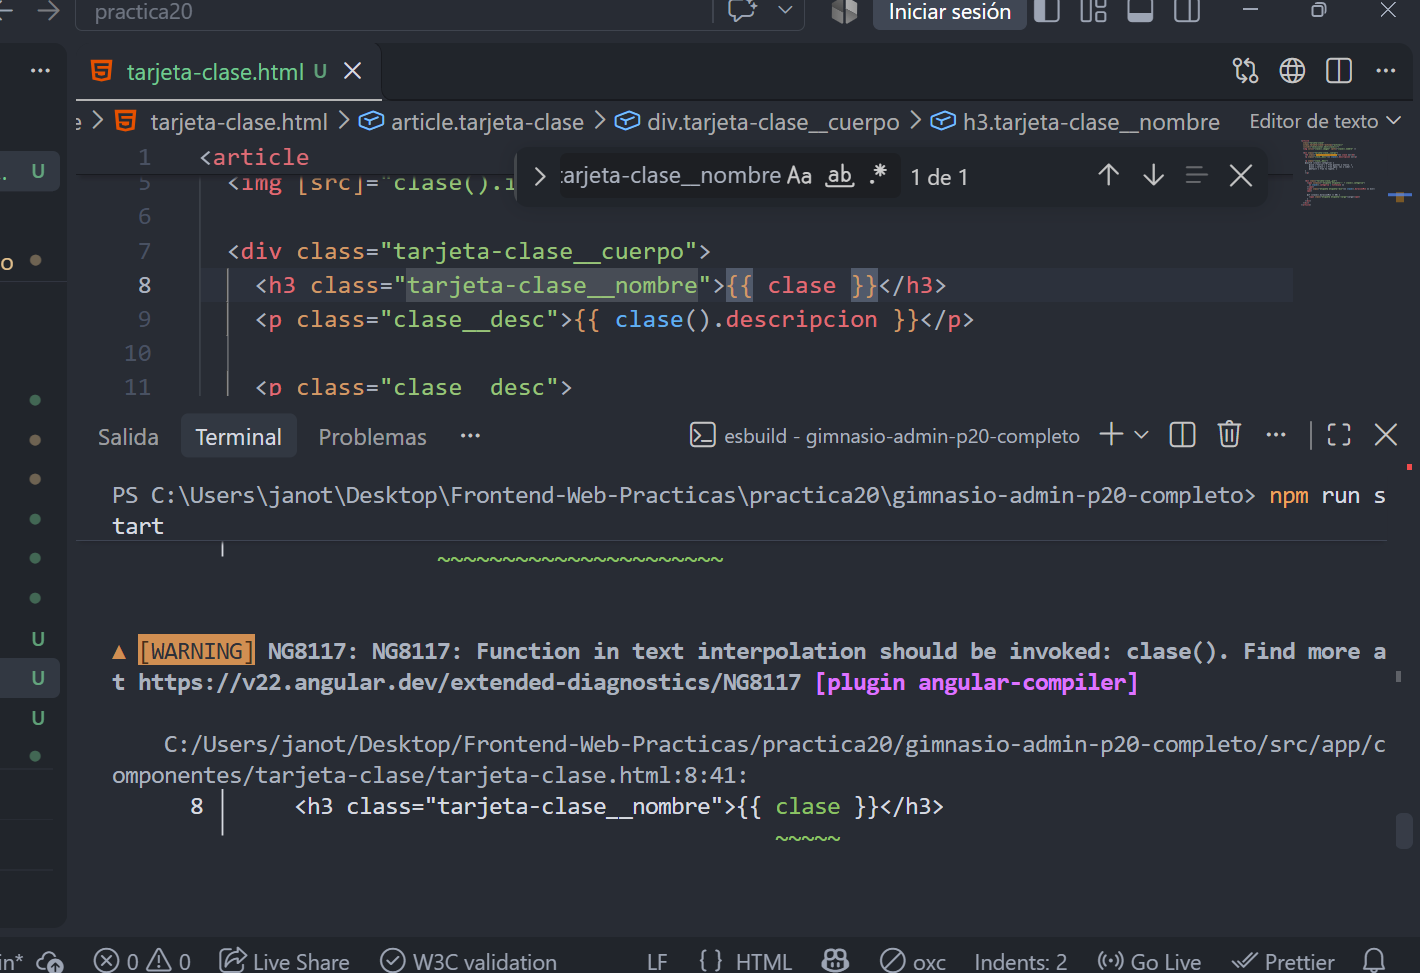 practica20
Iniciar sesión
tarjeta-clase.html U
tarjeta-clase.html > article.tarjeta-clase > div.tarjeta-clase__cuerpo > h3.tarjeta-clase__nombre
Editor de texto
U
1 <article
tarjeta-clase__nombre Aa ab .* 1 de 1
5 <img [src]="clase().i
6
7 <div class="tarjeta-clase__cuerpo">
8 <h3 class="tarjeta-clase__nombre">{{ clase }}</h3>
9 <p class="clase__desc">{{ clase().descripcion }}</p>
10
11 <p class="clase__desc">
Salida Terminal Problemas
esbuild - gimnasio-admin-p20-completo
PS C:\Users\janot\Desktop\Frontend-Web-Practicas\practica20\gimnasio-admin-p20-completo> npm run s
tart
~~~~~~~~~~~~~~~~~~~~~~
▲ [WARNING] NG8117: NG8117: Function in text interpolation should be invoked: clase(). Find more a
t https://v22.angular.dev/extended-diagnostics/NG8117 [plugin angular-compiler]
C:/Users/janot/Desktop/Frontend-Web-Practicas/practica20/gimnasio-admin-p20-completo/src/app/c
omponentes/tarjeta-clase/tarjeta-clase.html:8:41:
8 │ <h3 class="tarjeta-clase__nombre">{{ clase }}</h3>
~~~~~
U
U
U
in* 0 0 Live Share W3C validation LF {} HTML oxc Indents: 2 Go Live Prettier